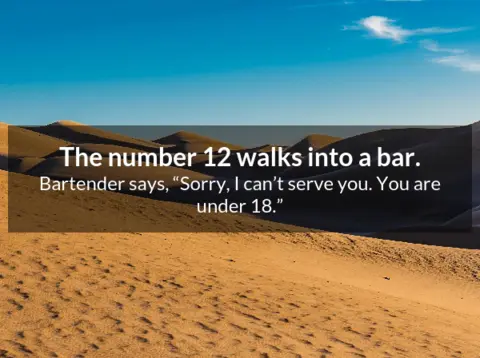 The number 12 walks into a bar.
Bartender says, “Sorry, I can’t serve you. You are
under 18.”